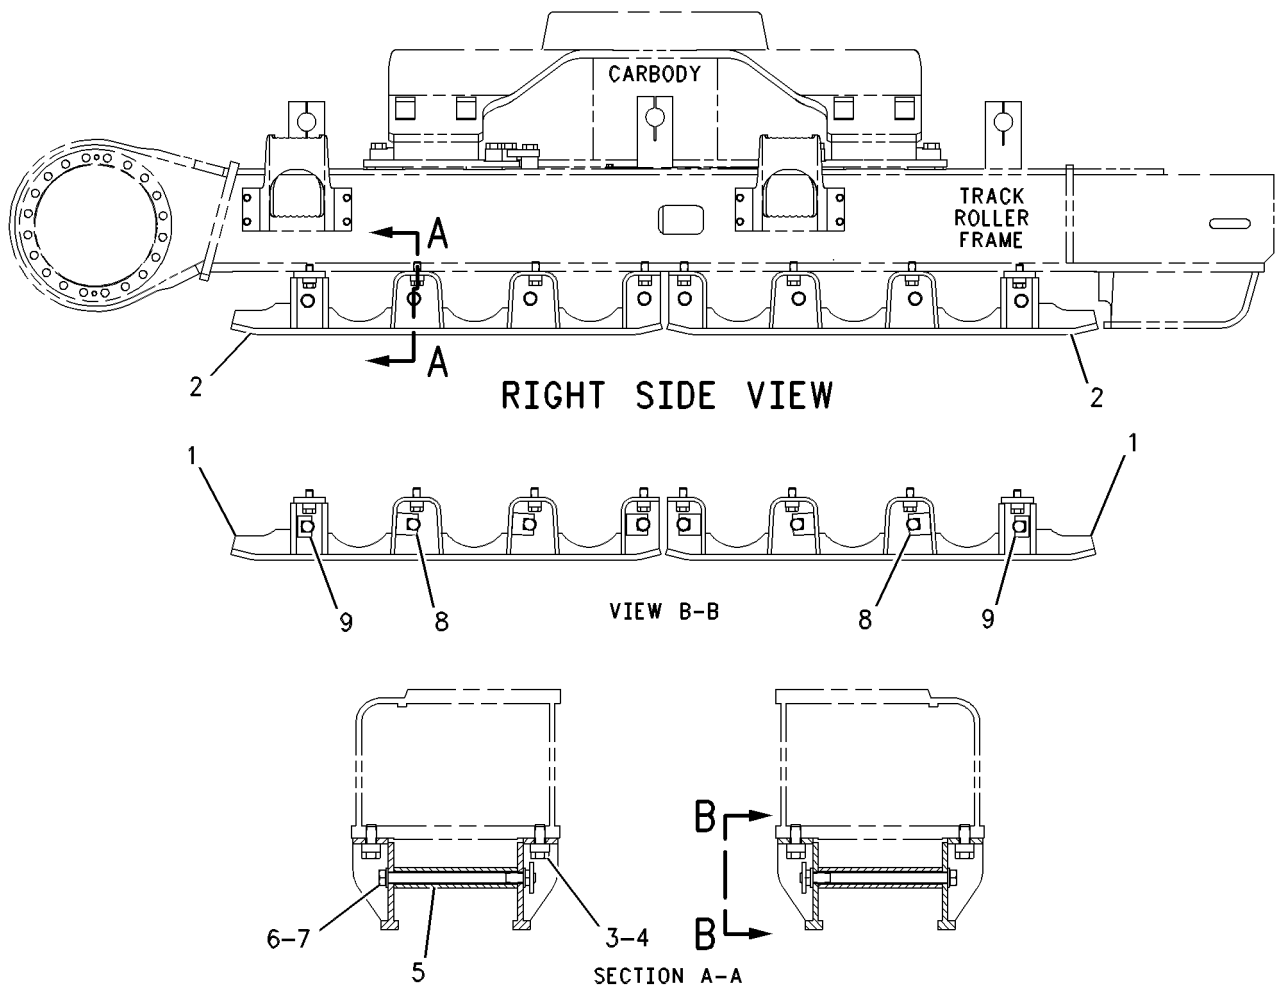 CARBODY
TRACK
ROLLER
FRAME
A
A
2
2
RIGHT SIDE VIEW
1
1
9
8
8
9
VIEW B-B
B
B
6-7
5
3-4
SECTION A-A